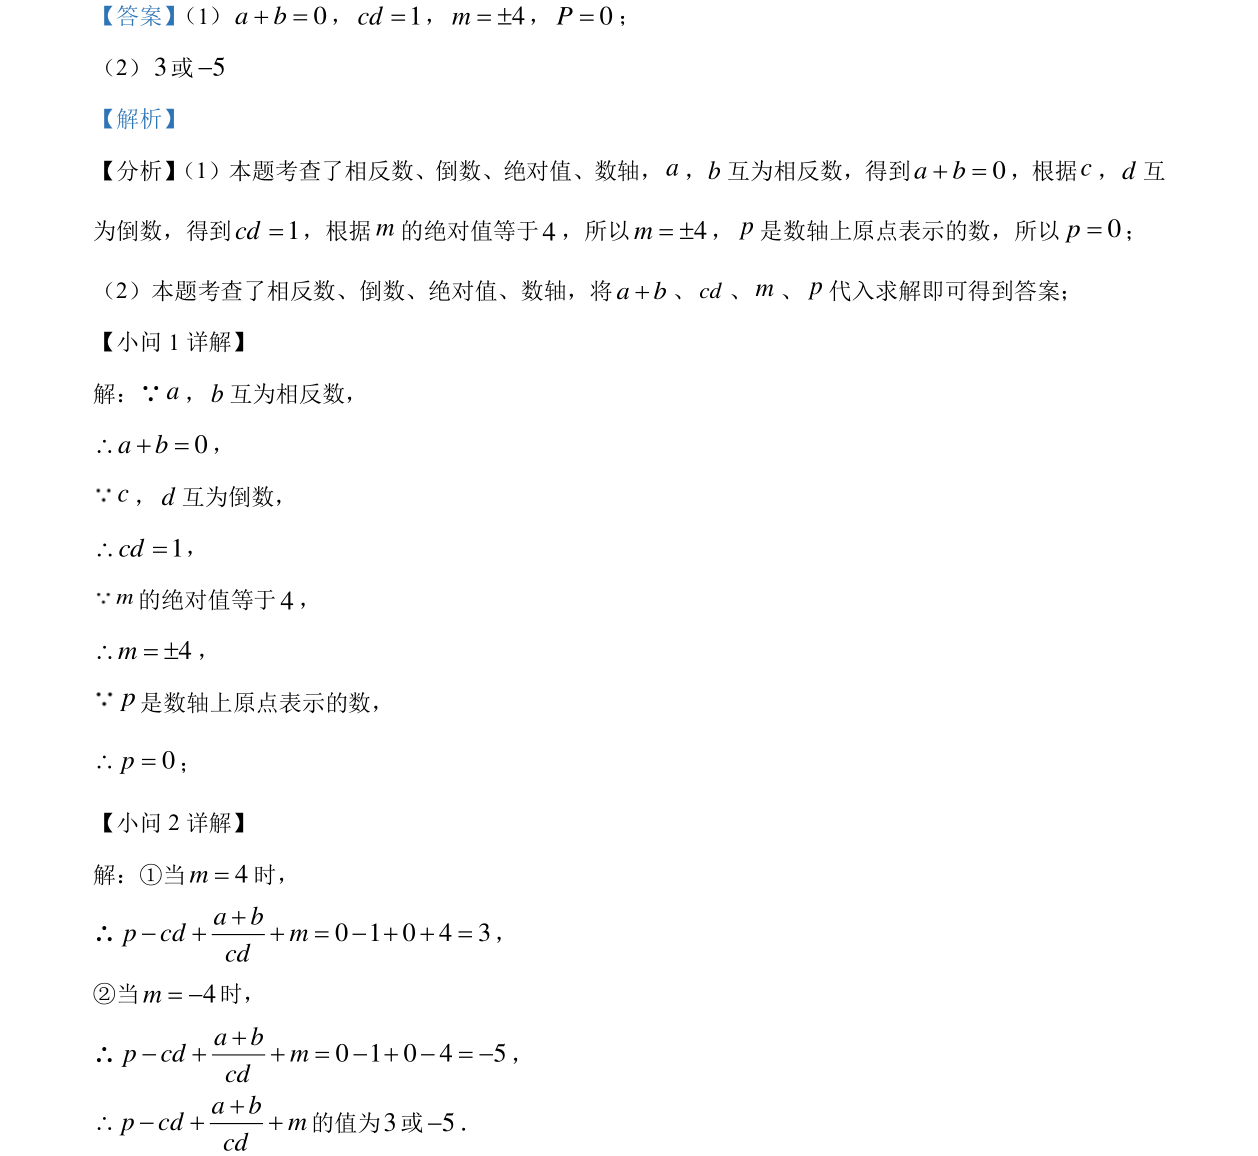 【答案】（1）a + b = 0，cd = 1，m = ±4，P = 0；
（2）3或−5
【解析】
【分析】（1）本题考查了相反数、倒数、绝对值、数轴，a，b 互为相反数，得到a + b = 0，根据c，d 互
为倒数，得到cd = 1，根据m 的绝对值等于4，所以m = ±4，p 是数轴上原点表示的数，所以 p = 0；
（2）本题考查了相反数、倒数、绝对值、数轴，将a + b、cd、m、p代入求解即可得到答案；
【小问 1 详解】
解：∵a，b 互为相反数，
∴a + b = 0，
∵c，d 互为倒数，
∴cd = 1，
∵m的绝对值等于4，
∴m = ±4，
∵p是数轴上原点表示的数，
∴p = 0；
【小问 2 详解】
解：①当m = 4时，
∴p − cd + \frac{a+b}{cd} + m = 0 − 1 + 0 + 4 = 3，
②当m = −4时，
∴p − cd + \frac{a+b}{cd} + m = 0 − 1 + 0 − 4 = −5，
∴p − cd + \frac{a+b}{cd} + m的值为3或−5．